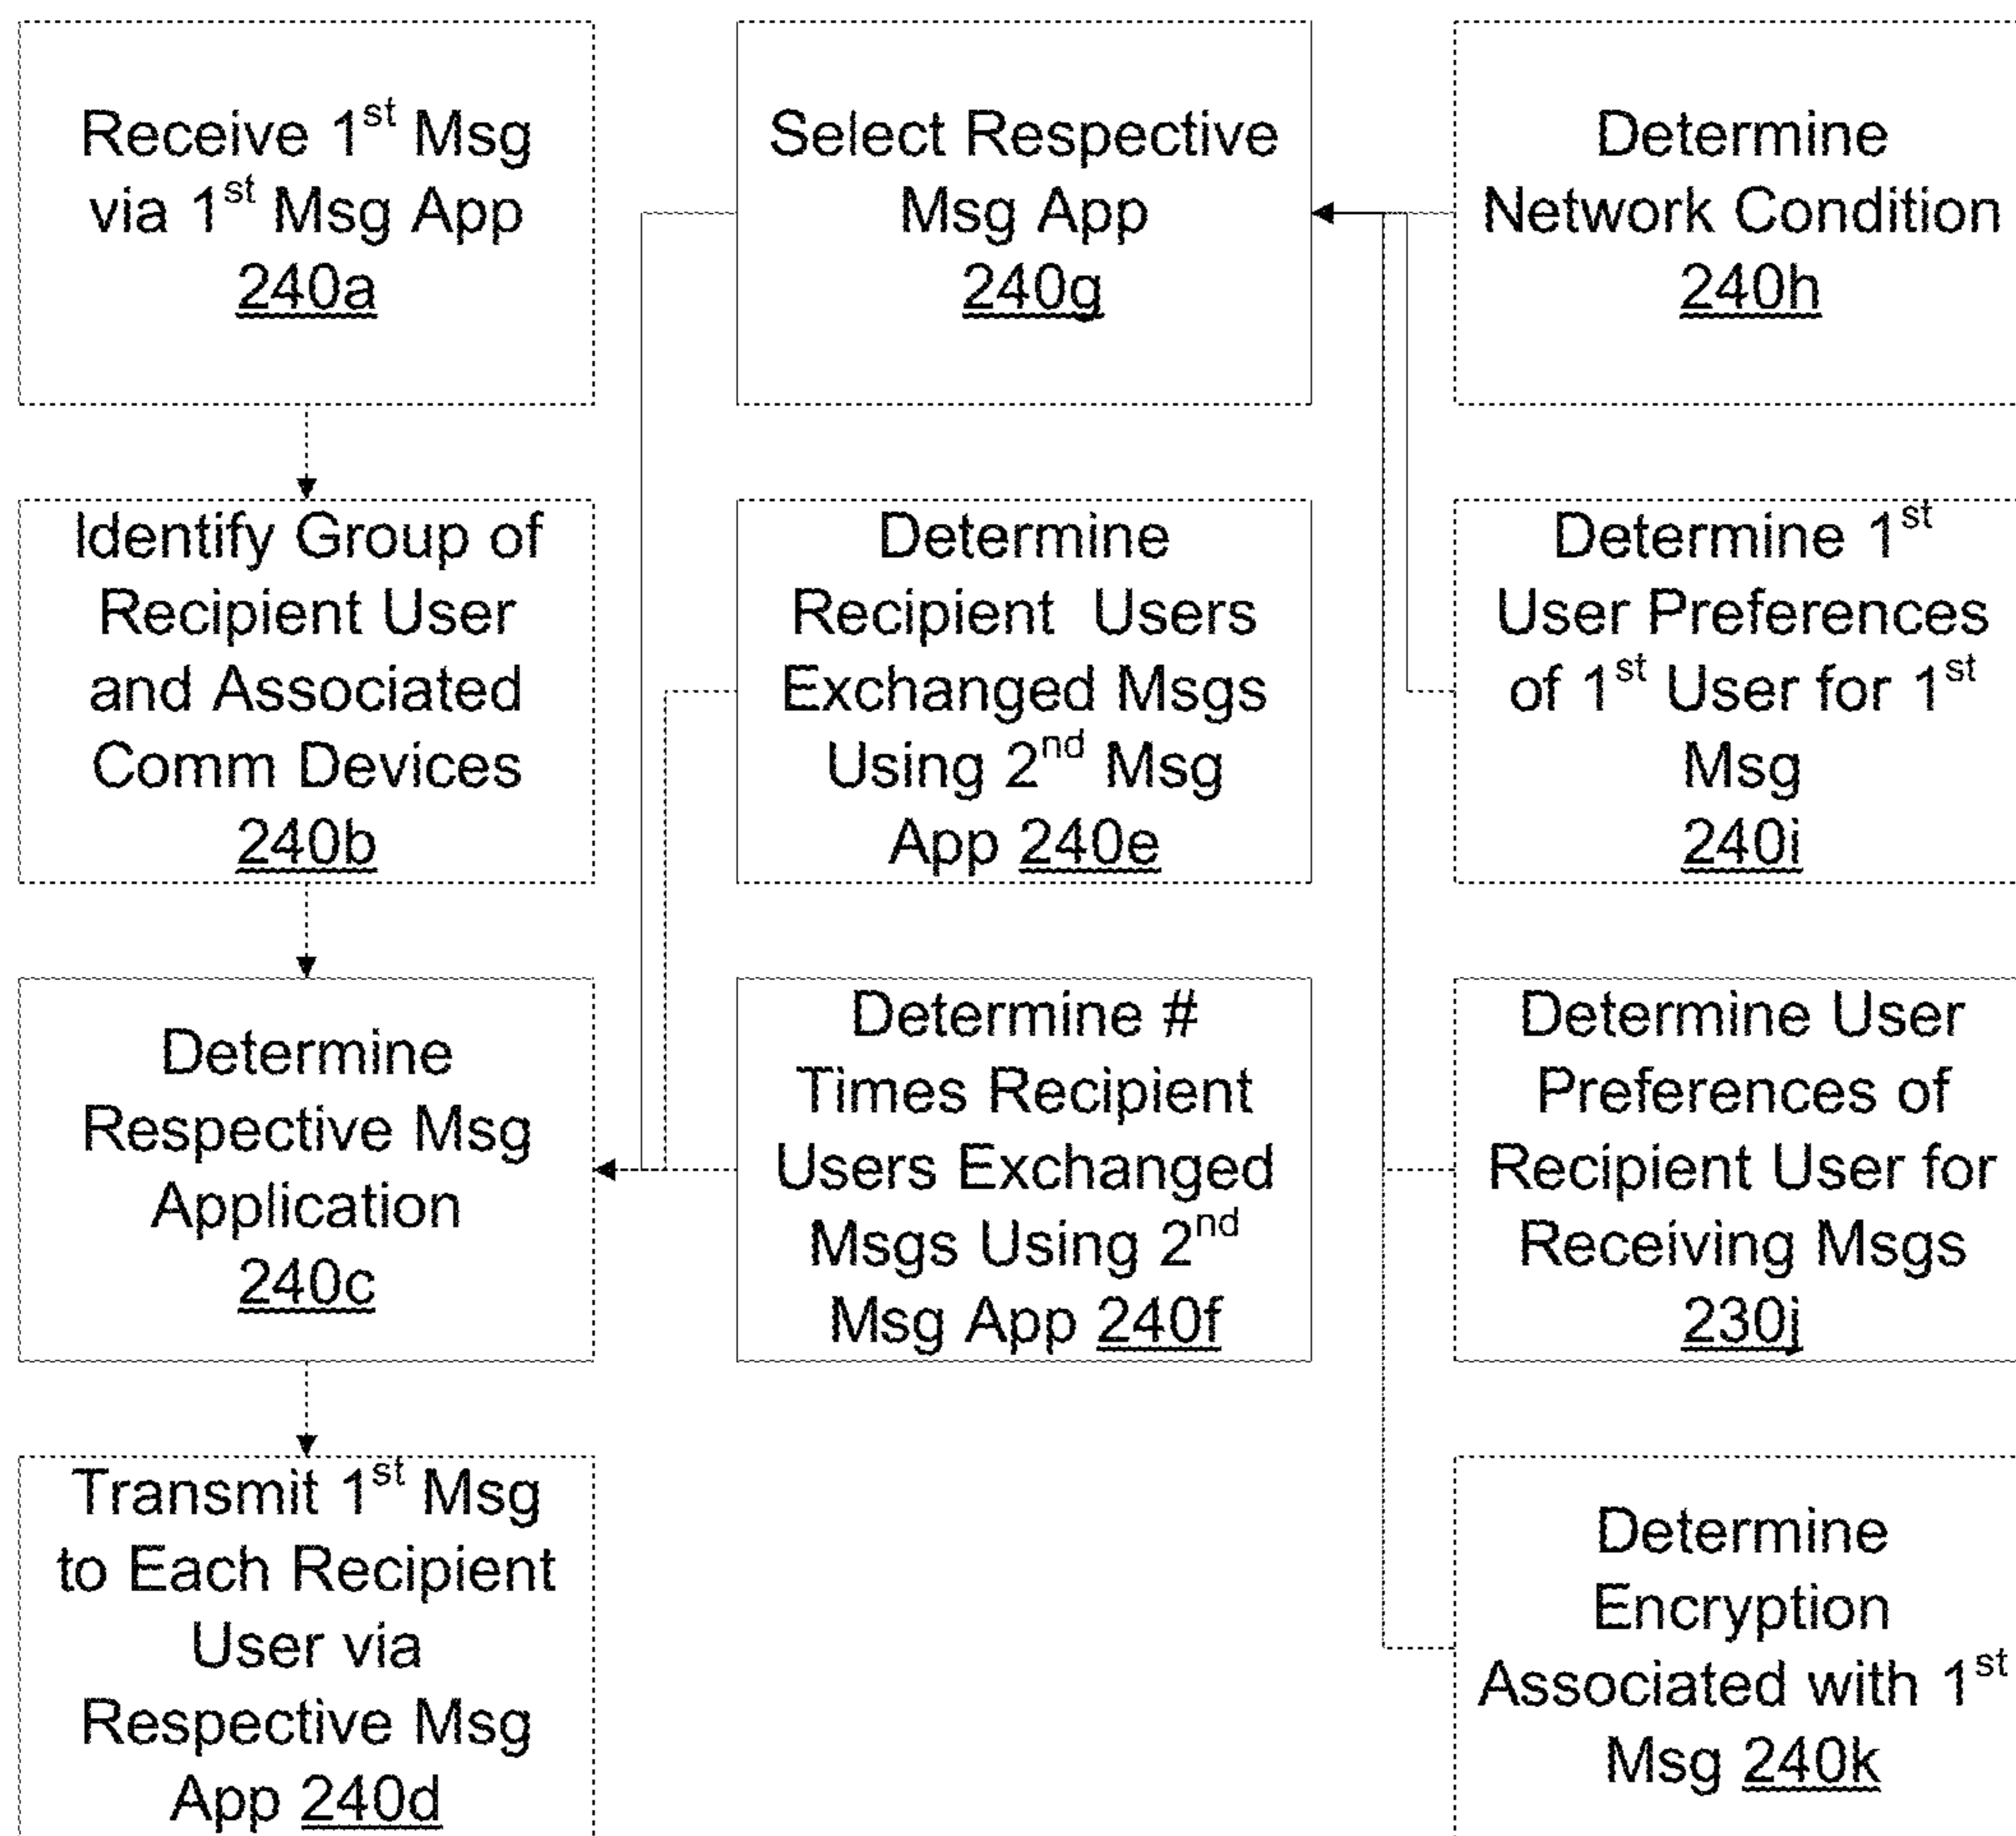 Receive 1st Msg
via 1st Msg App
240a
Identify Group of
Recipient User
and Associated
Comm Devices
240b
Determine
Respective Msg
Application
240c
Transmit 1st Msg
to Each Recipient
User via
Respective Msg
App 240d
Select Respective
Msg App
240g
Determine
Recipient Users
Exchanged Msgs
Using 2nd Msg
App 240e
Determine #
Times Recipient
Users Exchanged
Msgs Using 2nd
Msg App 240f
Determine
Network Condition
240h
Determine 1st
User Preferences
of 1st User for 1st
Msg
240i
Determine User
Preferences of
Recipient User for
Receiving Msgs
230j
Determine
Encryption
Associated with 1st
Msg 240k